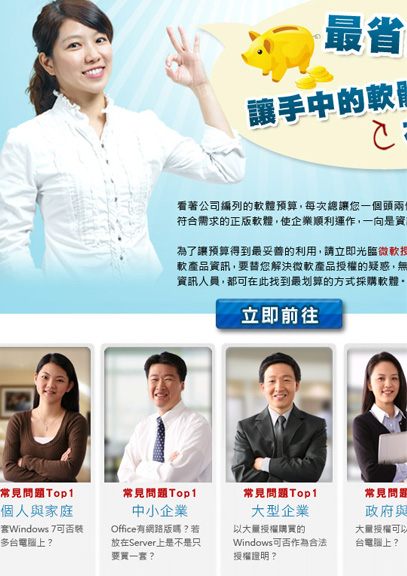 最省
讓手中的軟體
看著公司編列的軟體預算，每次總讓您一個頭兩
符合需求的正版軟體，使企業順利運作，一向是資
為了讓預算得到最妥善的利用，請立即光臨微軟授
軟產品資訊，要替您解決微軟產品授權的疑惑，無
資訊人員，都可在此找到最划算的方式採購軟體。
立即前往
常見問題Top1 常見問題Top1 常見問題Top1 常見問
個人與家庭 中小企業 大型企業 政府與
套Windows 7可否裝 Office有網路版嗎？若 以大量授權購買的 大量授權可以
多台電腦上？ 放在Server上是不是只 Windows可否作為合法 台電腦上？
要買一套？ 授權證明？